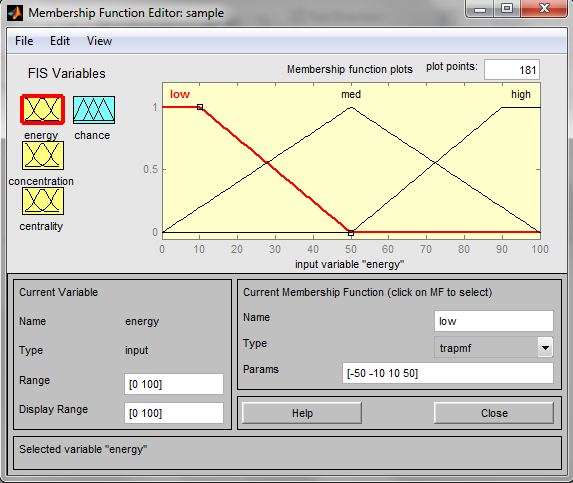 Membership Function Editor: sample
File Edit View
FIS Variables
Membership function plots plot points: 181
energy chance
concentration
centrality
low med high
1
0.5
0
0 10 20 30 40 50 60 70 80 90 100
input variable "energy"
Current Variable
Name energy
Type input
Range [0 100]
Display Range [0 100]
Current Membership Function (click on MF to select)
Name low
Type trapmf
Params [-50 -10 10 50]
Help Close
Selected variable "energy"